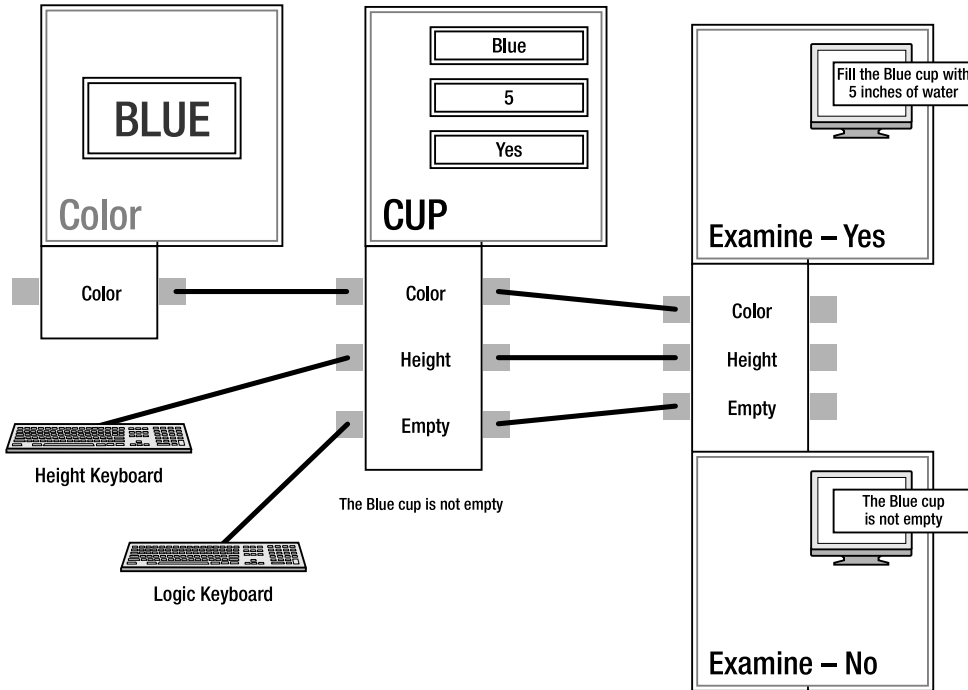 BLUE
Color
Color
Height Keyboard
Logic Keyboard
Blue
5
Yes
CUP
Color
Height
Empty
The Blue cup is not empty
Fill the Blue cup with
5 inches of water
Examine – Yes
Color
Height
Empty
The Blue cup
is not empty
Examine – No